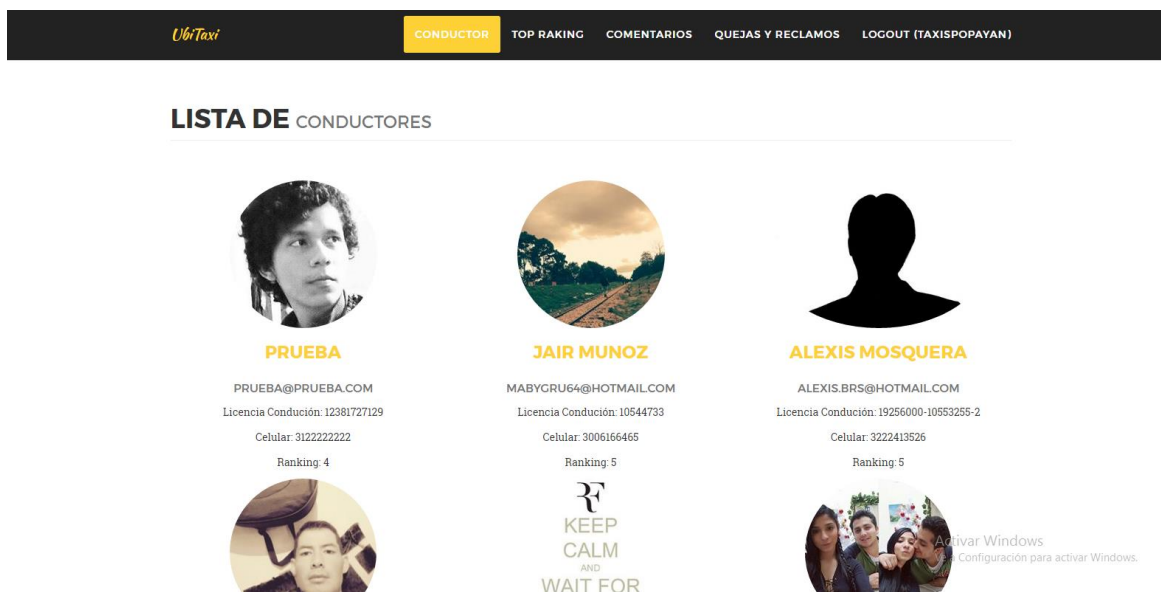 UbiTaxi
CONDUCTOR
TOP RAKING
COMENTARIOS
QUEJAS Y RECLAMOS
LOGOUT (TAXISPOPAYAN)
LISTA DE CONDUCTORES
PRUEBA
PRUEBA@PRUEBA.COM
Licencia Condución: 12381727129
Celular: 3122222222
Ranking: 4
JAIR MUNOZ
MABYGRU64@HOTMAIL.COM
Licencia Condución: 10544733
Celular: 3006166465
Ranking: 5
ALEXIS MOSQUERA
ALEXIS.BRS@HOTMAIL.COM
Licencia Condución: 19256000-10553255-2
Celular: 3222413526
Ranking: 5
RF
KEEP
CALM
AND
WAIT FOR
Activar Windows
Configuración para activar Windows.